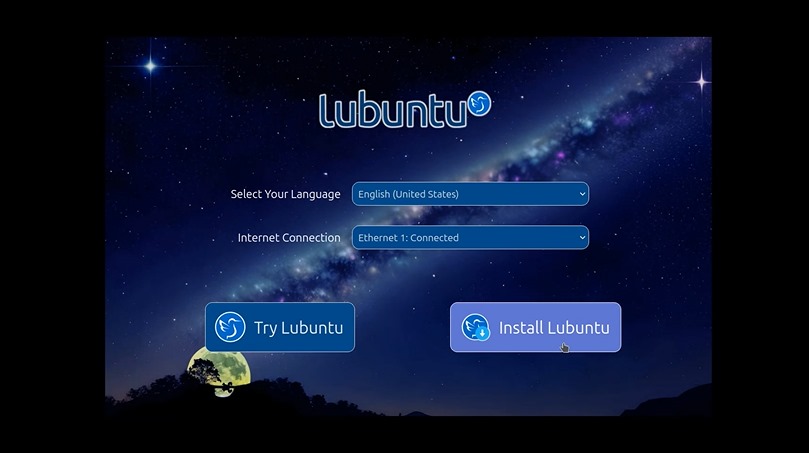 lubuntu
Select Your Language English (United States)
Internet Connection Ethernet 1: Connected
Try Lubuntu Install Lubuntu